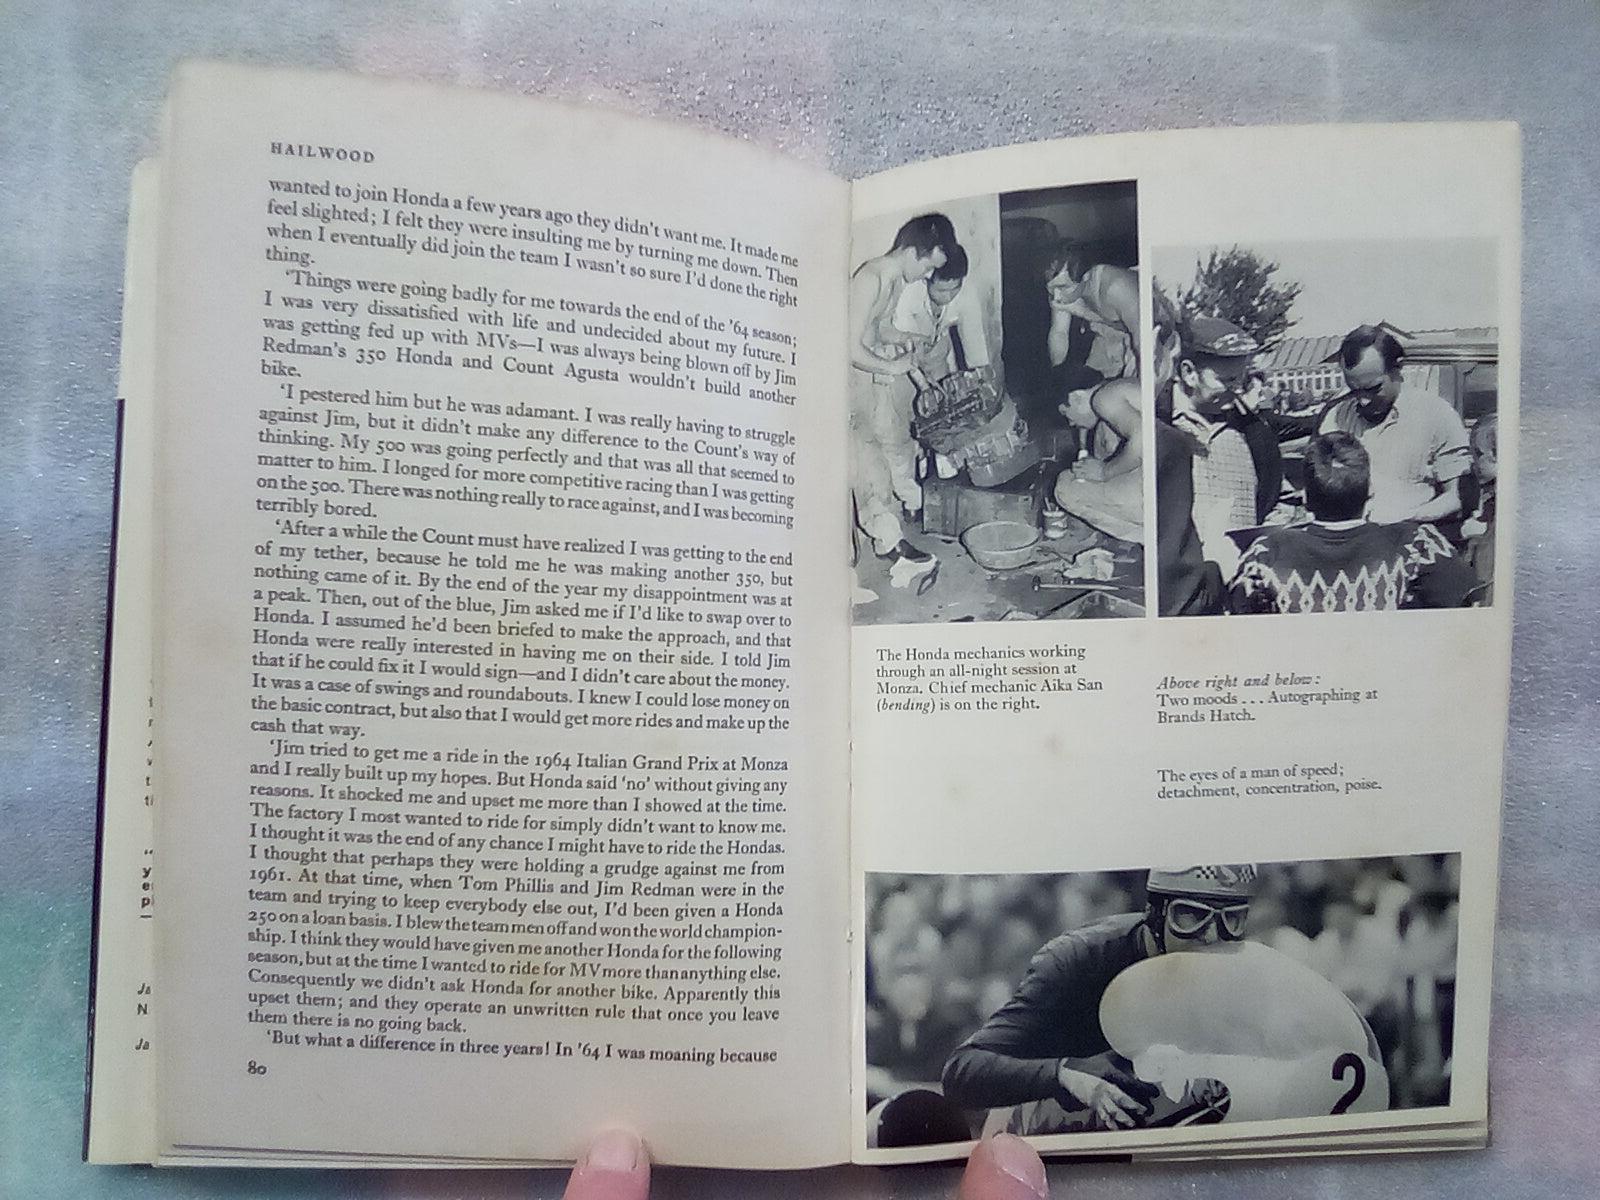 HAILWOOD
wanted to join Honda a few years ago they didn't want me. It made me
feel slighted; I felt they were insulting me by turning me down. Then
when I eventually did join the team I wasn't so sure I'd done the right
thing.
'Things were going badly for me towards the end of the '64 season;
I was very dissatisfied with life and undecided about my future. I
was getting fed up with MVs—I was always being blown off by Jim
Redman's 350 Honda and Count Agusta wouldn't build another
bike.
'I pestered him but he was adamant. I was really having to struggle
against Jim, but it didn't make any difference to the Count's way of
thinking. My 500 was going perfectly and that was all that seemed to
matter to him. I longed for more competitive racing than I was getting
on the 500. There was nothing really to race against, and I was becoming
terribly bored.
'After a while the Count must have realized I was getting to the end
of my tether, because he told me he was making another 350, but
nothing came of it. By the end of the year my disappointment was at
a peak. Then, out of the blue, Jim asked me if I'd like to swap over to
Honda. I assumed he'd been briefed to make the approach, and that
Honda were really interested in having me on their side. I told Jim
that if he could fix it I would sign—and I didn't care about the money.
It was a case of swings and roundabouts. I knew I could lose money on
the basic contract, but also that I would get more rides and make up the
cash that way.
'Jim tried to get me a ride in the 1964 Italian Grand Prix at Monza
and I really built up my hopes. But Honda said 'no' without giving any
reasons. It shocked me and upset me more than I showed at the time.
The factory I most wanted to ride for simply didn't want to know me.
I thought it was the end of any chance I might have to ride the Hondas.
I thought that perhaps they were holding a grudge against me from
1961. At that time, when Tom Phillis and Jim Redman were in the
team and trying to keep everybody else out, I'd been given a Honda
250 on a loan basis. I blew the team men off and won the world champion-
ship. I think they would have given me another Honda for the following
season, but at the time I wanted to ride for MV more than anything else.
Consequently we didn't ask Honda for another bike. Apparently this
upset them; and they operate an unwritten rule that once you leave
them there is no going back.
'But what a difference in three years! In '64 I was moaning because
80
The Honda mechanics working
through an all-night session at
Monza. Chief mechanic Aika San
(bending) is on the right.
Above right and below:
Two moods . . . Autographing at
Brands Hatch.
The eyes of a man of speed;
detachment, concentration, poise.
2